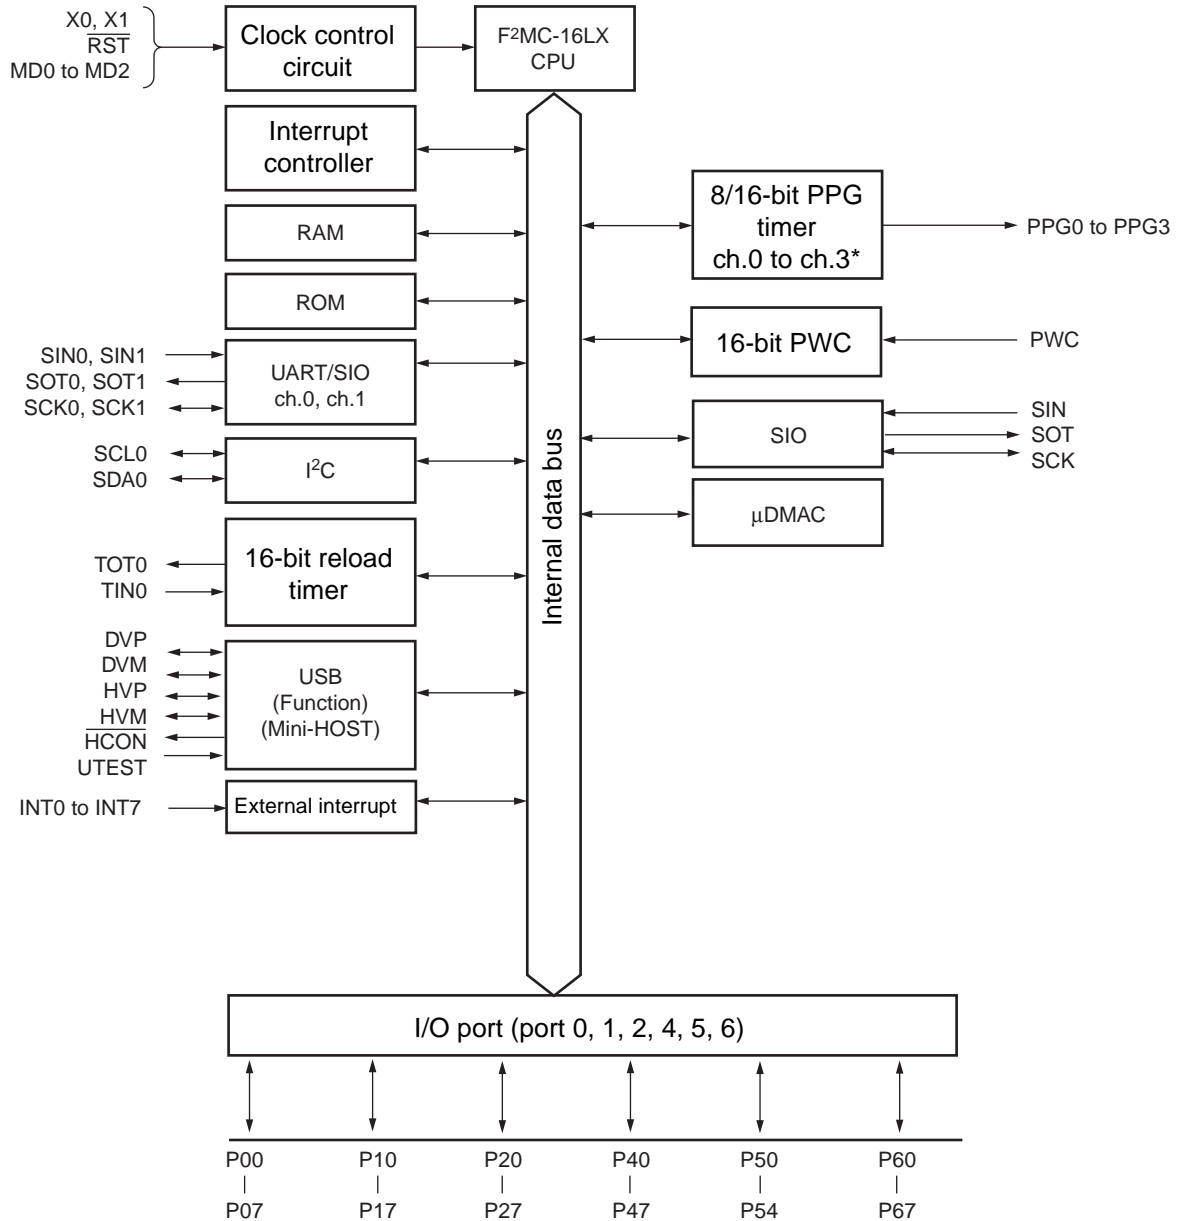 X0, X1
RST
MD0 to MD2
Clock control
circuit
F2MC-16LX
CPU
Interrupt
controller
RAM
ROM
SIN0, SIN1
SOT0, SOT1
SCK0, SCK1
UART/SIO
ch.0, ch.1
SCL0
SDA0
I2C
TOT0
TIN0
16-bit reload
timer
DVP
DVM
HVP
HVM
HCON
UTEST
USB
(Function)
(Mini-HOST)
INT0 to INT7
External interrupt
Internal data bus
8/16-bit PPG
timer
ch.0 to ch.3*
PPG0 to PPG3
16-bit PWC
PWC
SIO
SIN
SOT
SCK
μDMAC
I/O port (port 0, 1, 2, 4, 5, 6)
P00 P10 P20 P40 P50 P60
P07 P17 P27 P47 P54 P67